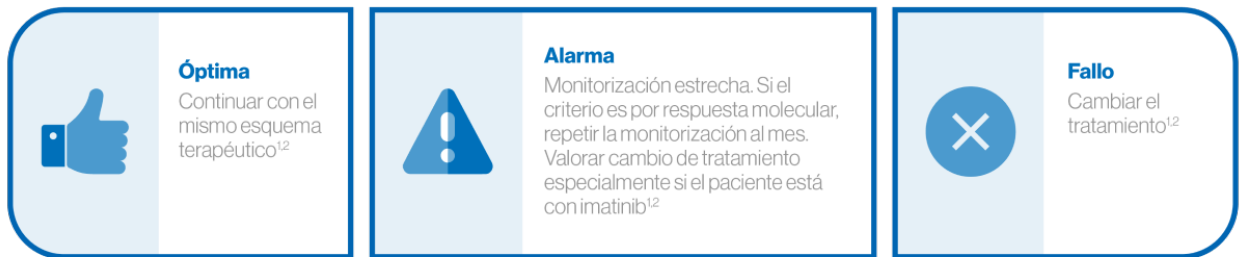 Óptima
Continuar con el
mismo esquema
terapéutico1,2
Alarma
Monitorización estrecha. Si el
criterio es por respuesta molecular,
repetir la monitorización al mes.
Valorar cambio de tratamiento
especialmente si el paciente está
con imatinib1,2
Fallo
Cambiar el
tratamiento1,2